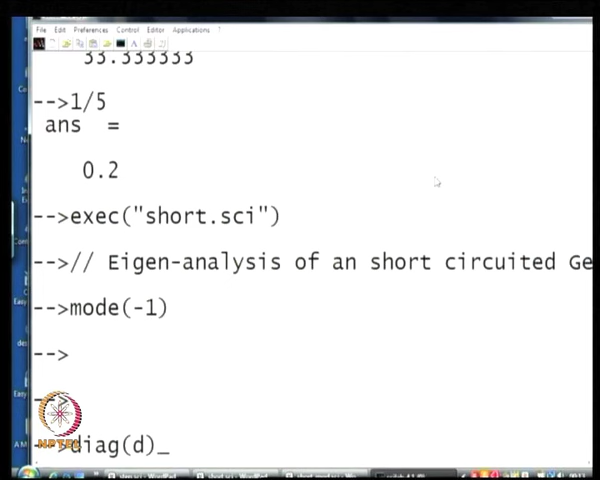 File Edit Preferences Control Editor Applications ?
33.333333
-->1/5
ans =
0.2
-->exec("short.sci")
-->// Eigen-analysis of an short circuited Ge
-->mode(-1)
-->
-->
-->diag(d)_
NPTEL